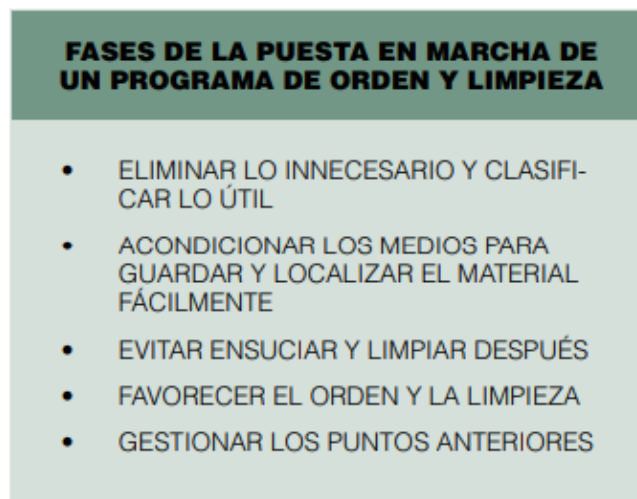 FASES DE LA PUESTA EN MARCHA DE
UN PROGRAMA DE ORDEN Y LIMPIEZA
• ELIMINAR LO INNECESARIO Y CLASIFI-
CAR LO ÚTIL
• ACONDICIONAR LOS MEDIOS PARA
GUARDAR Y LOCALIZAR EL MATERIAL
FÁCILMENTE
• EVITAR ENSUCIAR Y LIMPIAR DESPUÉS
• FAVORECER EL ORDEN Y LA LIMPIEZA
• GESTIONAR LOS PUNTOS ANTERIORES